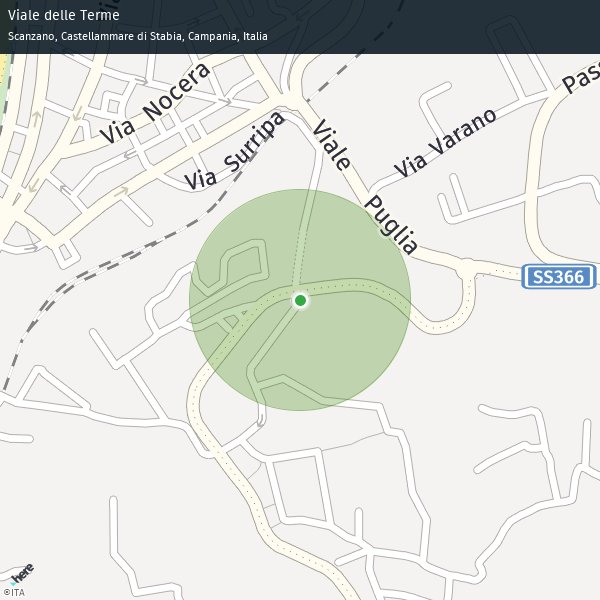 Viale delle Terme
Scanzano, Castellammare di Stabia, Campania, Italia
Via Nocera
Via Surripa
Viale Puglia
Via Varano
SS366
here
©ITA